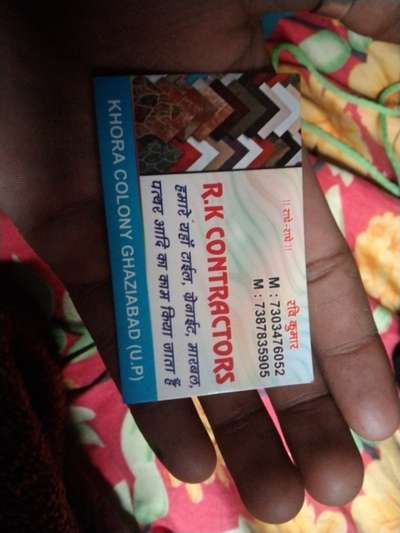 !! राधे-राधे !!
रवि कुमार
M : 7303476052
M : 7387835905
R.K CONTRACTORS
हमारे यहाँ टाईल, ग्रेनाईट, मारबल,
पत्थर आदि का काम किया जाता हैं
KHORA COLONY GHAZIABAD (U.P)